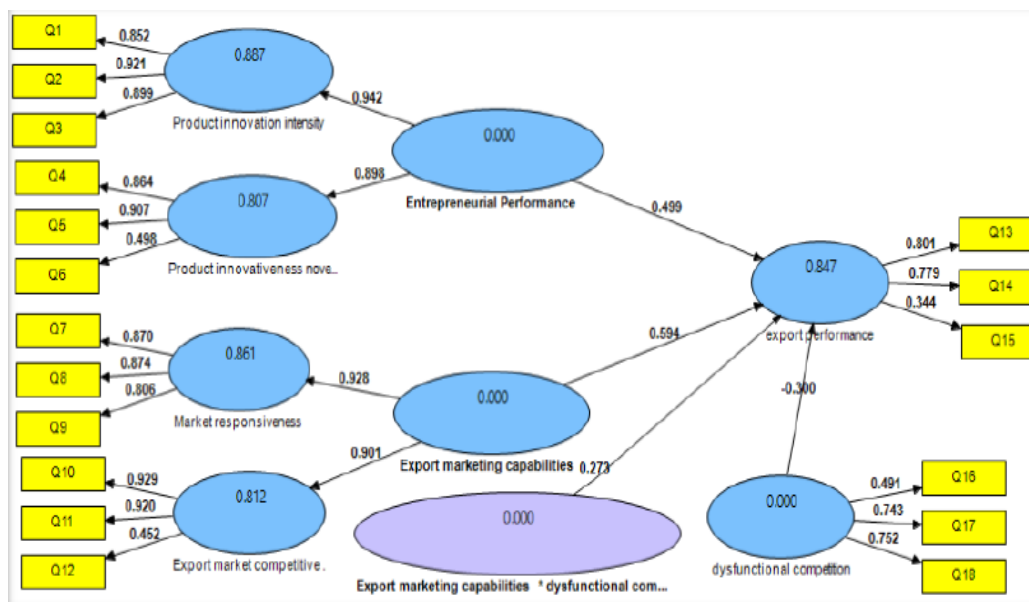 Q1
0.852
0.887
Q2
0.921
0.899
0.942
Q3
Product innovation intensity
0.000
Q4
0.864
0.898
Q5
0.907
0.807
Entrepreneurial Performance
0.499
0.498
Q6
Product innovativeness nove...
Q13
0.801
0.847
0.779
Q14
0.344
export performance
Q15
Q7
0.870
0.861
0.594
Q8
0.874
0.928
0.806
0.000
-0.300
Q9
Market responsiveness
Q10
0.901
Export marketing capabilities
0.273
0.929
0.812
Q11
0.920
0.000
0.000
0.491
Q16
0.743
Q17
0.452
Q12
Export market competitive .
0.752
dysfunctional competition
Q18
Export marketing capabilities * dysfunctional com...